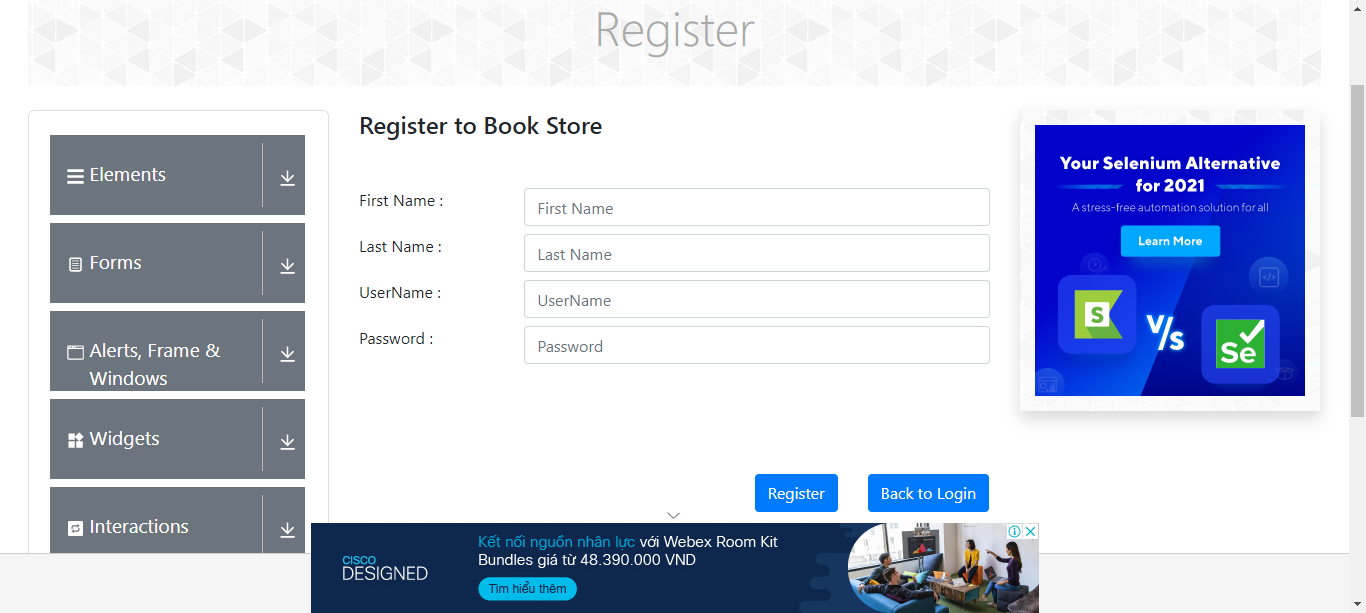 Register
Elements
Forms
Alerts, Frame &
Windows
Widgets
Interactions
Register to Book Store
First Name :
First Name
Last Name :
Last Name
UserName :
UserName
Password :
Password
Register
Back to Login
Your Selenium Alternative
for 2021
A stress-free automation solution for all
Learn More
S
V/s
Se
CISCO
DESIGNED
Kết nối nguồn nhân lực với Webex Room Kit
Bundles giá từ 48.390.000 VND
Tìm hiểu thêm